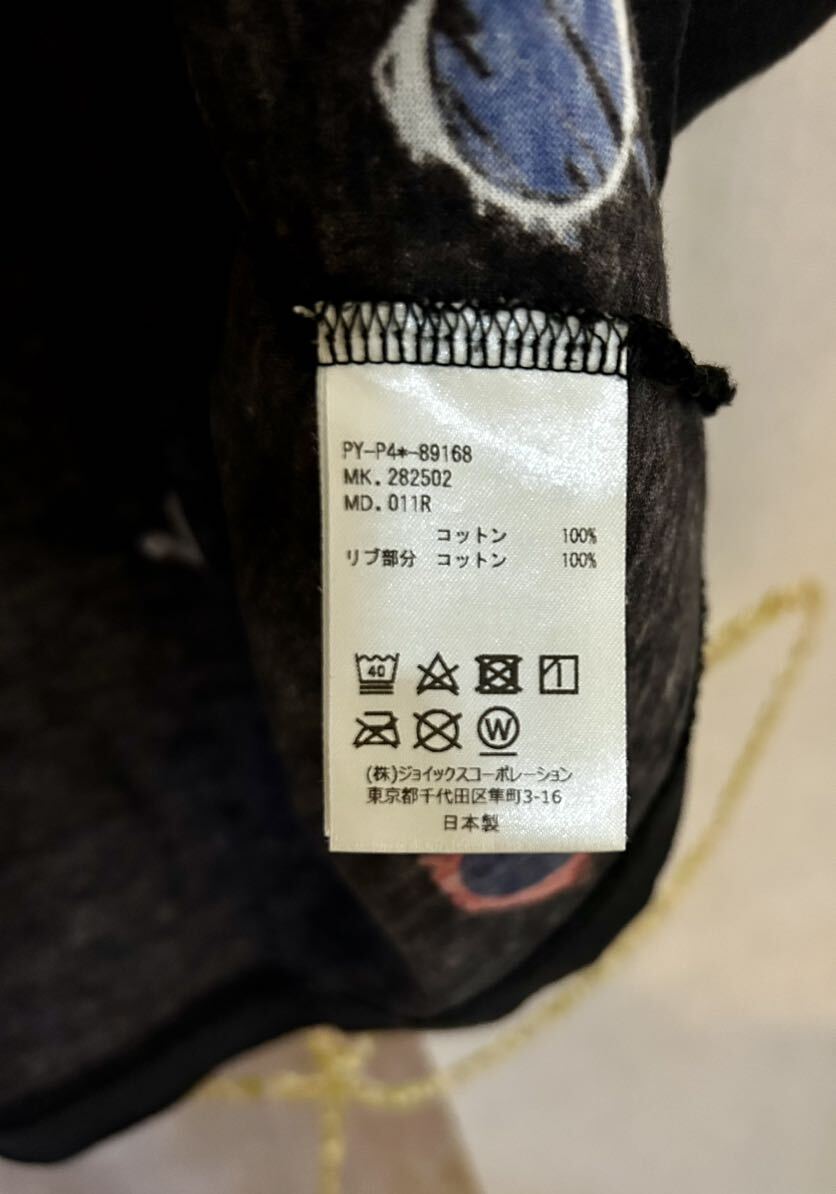 PY-P4*-89168
MK. 282502
MD. 011R
コットン 100%
リブ部分 コットン 100%
40
W
(株)ジョイックスコーポレーション
東京都千代田区隼町3-16
日本製